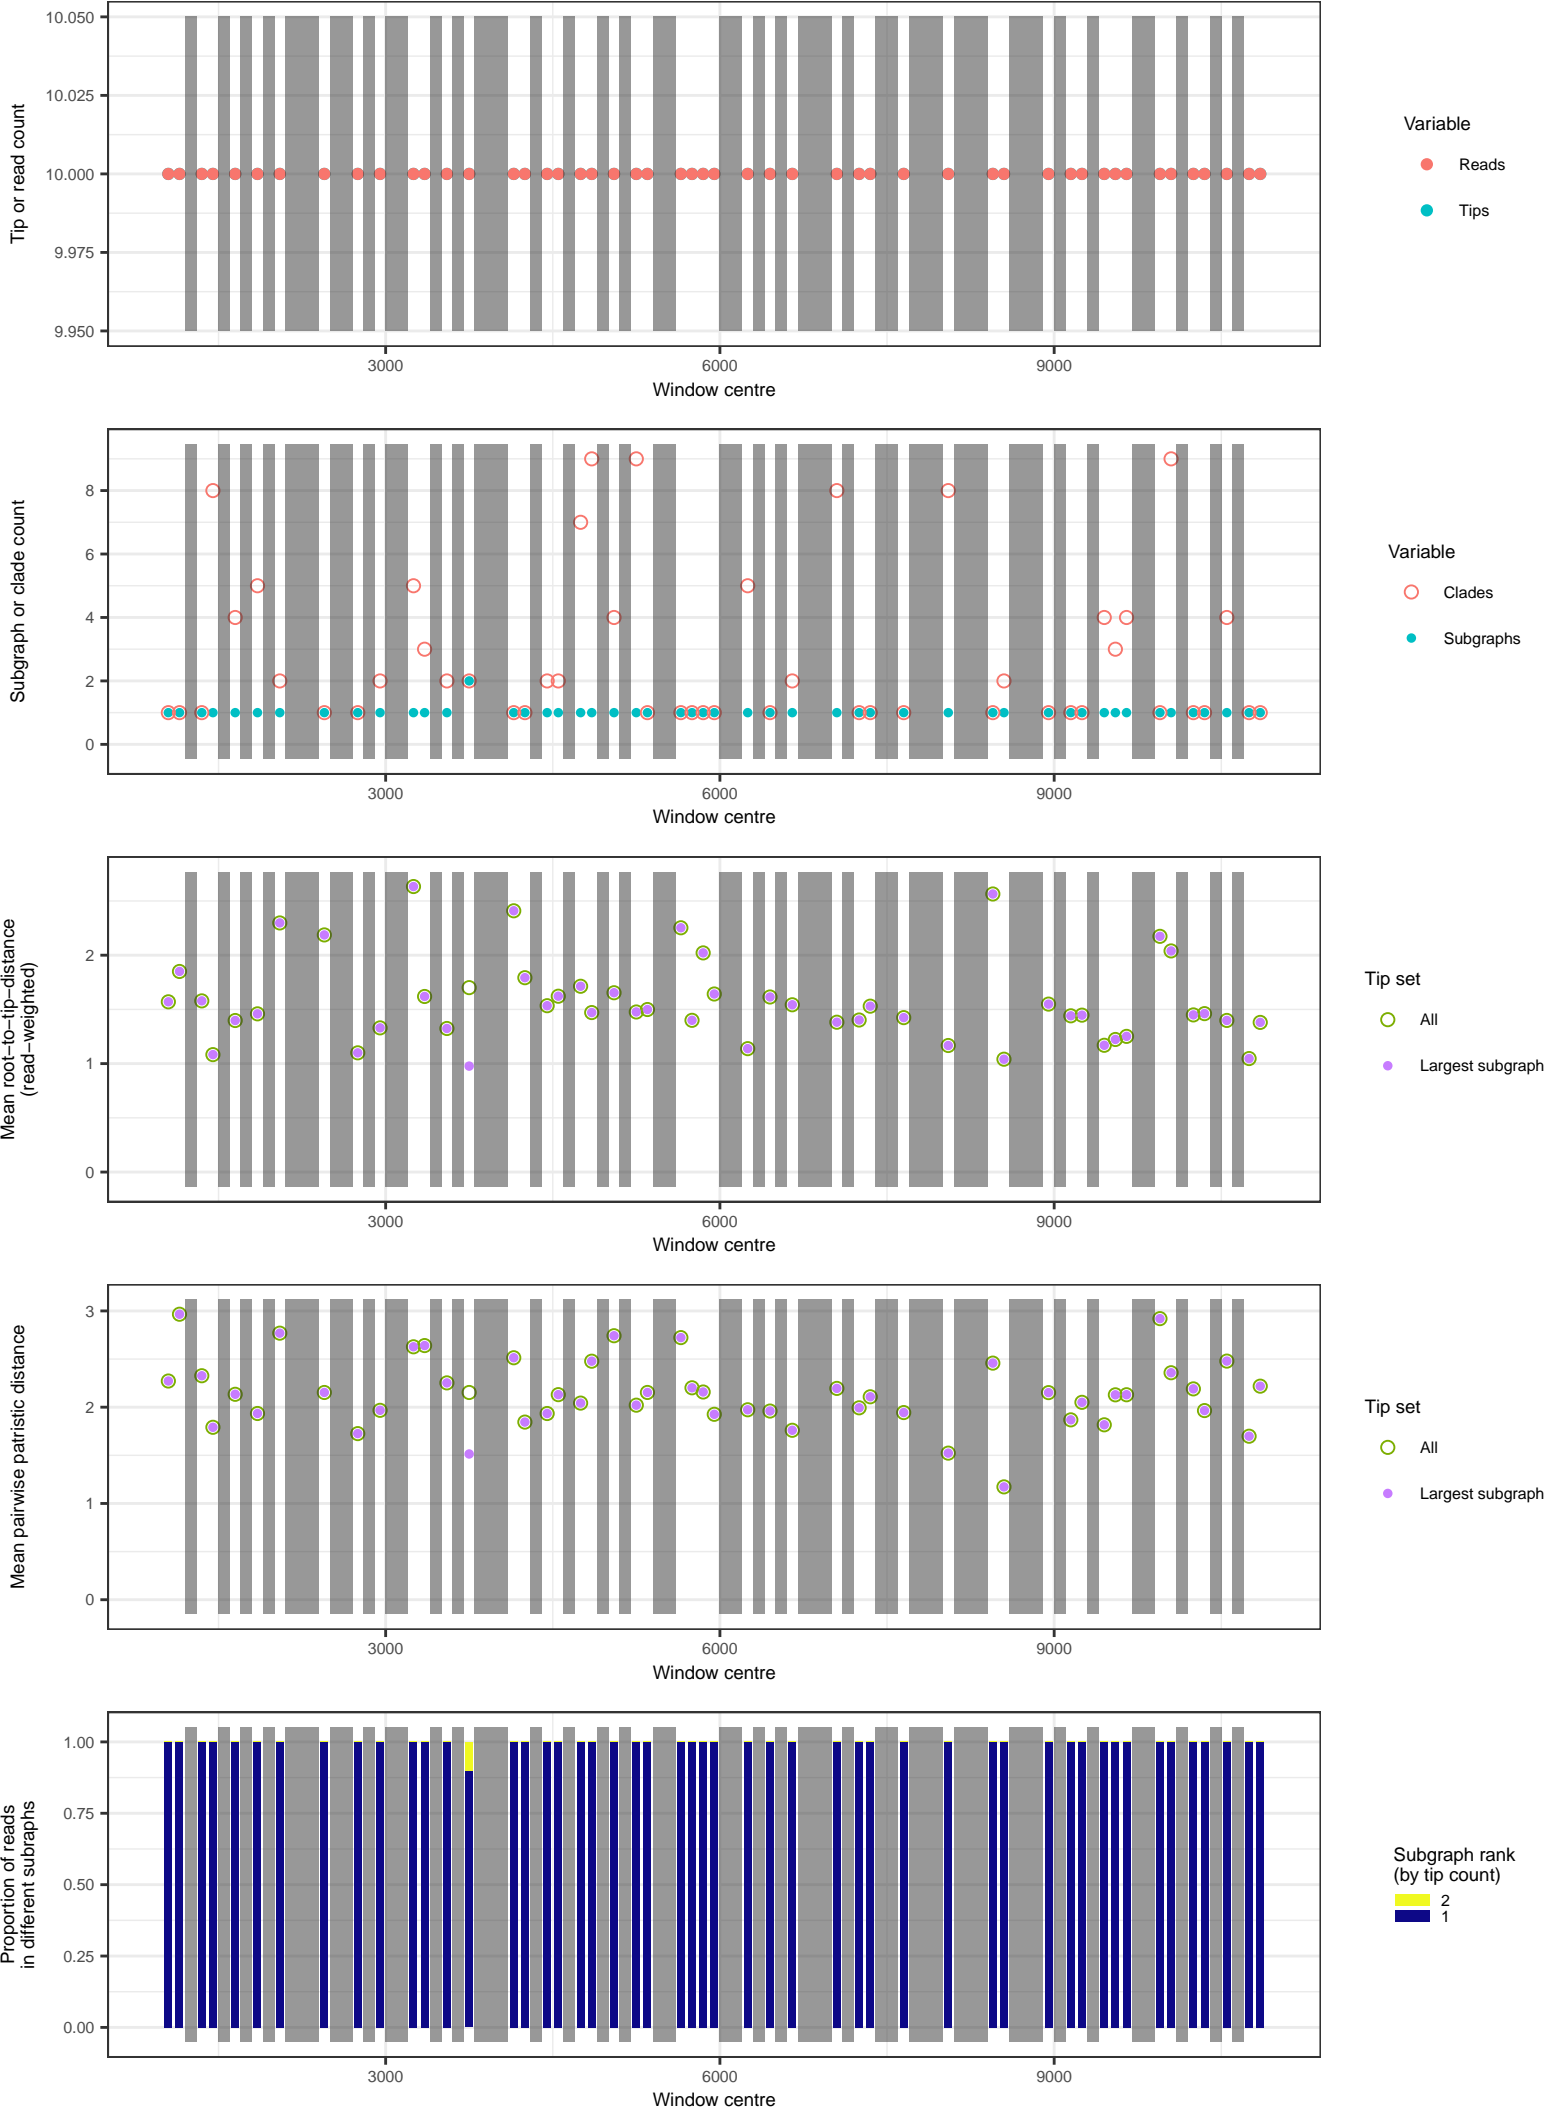 10.050
10.025
10.000
9.975
9.950
Tip or read count
3000
6000
9000
Window centre
Variable
Reads
Tips
8
6
4
2
0
Subgraph or clade count
3000
6000
9000
Window centre
Variable
Clades
Subgraphs
2
1
0
Mean root−to−tip−distance
(read−weighted)
3000
6000
9000
Window centre
Tip set
All
Largest subgraph
3
2
1
0
Mean pairwise patristic distance
3000
6000
9000
Window centre
Tip set
All
Largest subgraph
1.00
0.75
0.50
0.25
0.00
Proportion of reads
in different subraphs
3000
6000
9000
Window centre
Subgraph rank
(by tip count)
2
1